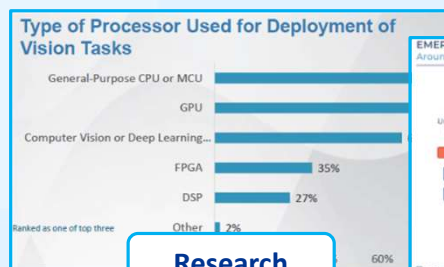 Type of Processor Used for Deployment of
Vision Tasks
EMER
Arour
General-Purpose CPU or MCU
GPU
U
Computer Vision or Deep Learning...
FPGA
35%
DSP
27%
Ranked as one of top three
Other
2%
Research
60%